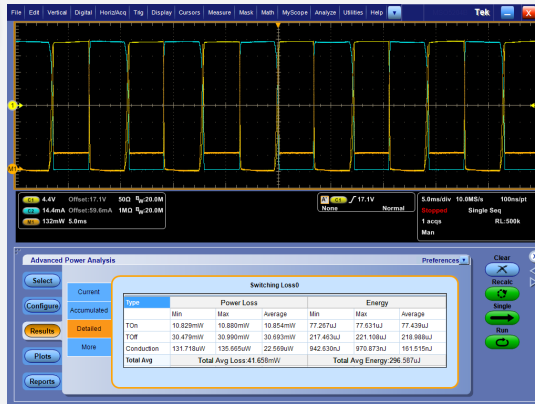 File Edit Vertical Digital Horiz/Acq Trig Display Cursors Measure Mask Math MyScope Analyze Utilities Help Tek X
1
M1
C1 4.4V Offset:17.1V 50Ω BW:20.0M
C2 14.4mA Offset:59.6mA 1MΩ BW:20.0M
M1 132mW 5.0ms
A' C1 17.1V
None Normal
5.0ms/div 10.0MS/s 100ns/pt
Stopped Single Seq
1 acqs RL:500k
Man
Advanced Power Analysis Preferences
Clear
X
Recalc
Single
Run
Select
Configure
Results
Plots
Reports
Current
Accumulated
Detailed
More
Switching Loss0
Type Power Loss Energy
Min Max Average Min Max Average
TOn 10.829mW 10.880mW 10.854mW 77.267uJ 77.631uJ 77.439uJ
TOff 30.479mW 30.990mW 30.693mW 217.463uJ 221.108uJ 218.988uJ
Conduction 131.718uW 135.665uW 22.569uW 942.630nJ 970.873nJ 161.515nJ
Total Avg Total Avg Loss:41.658mW Total Avg Energy:296.587uJ